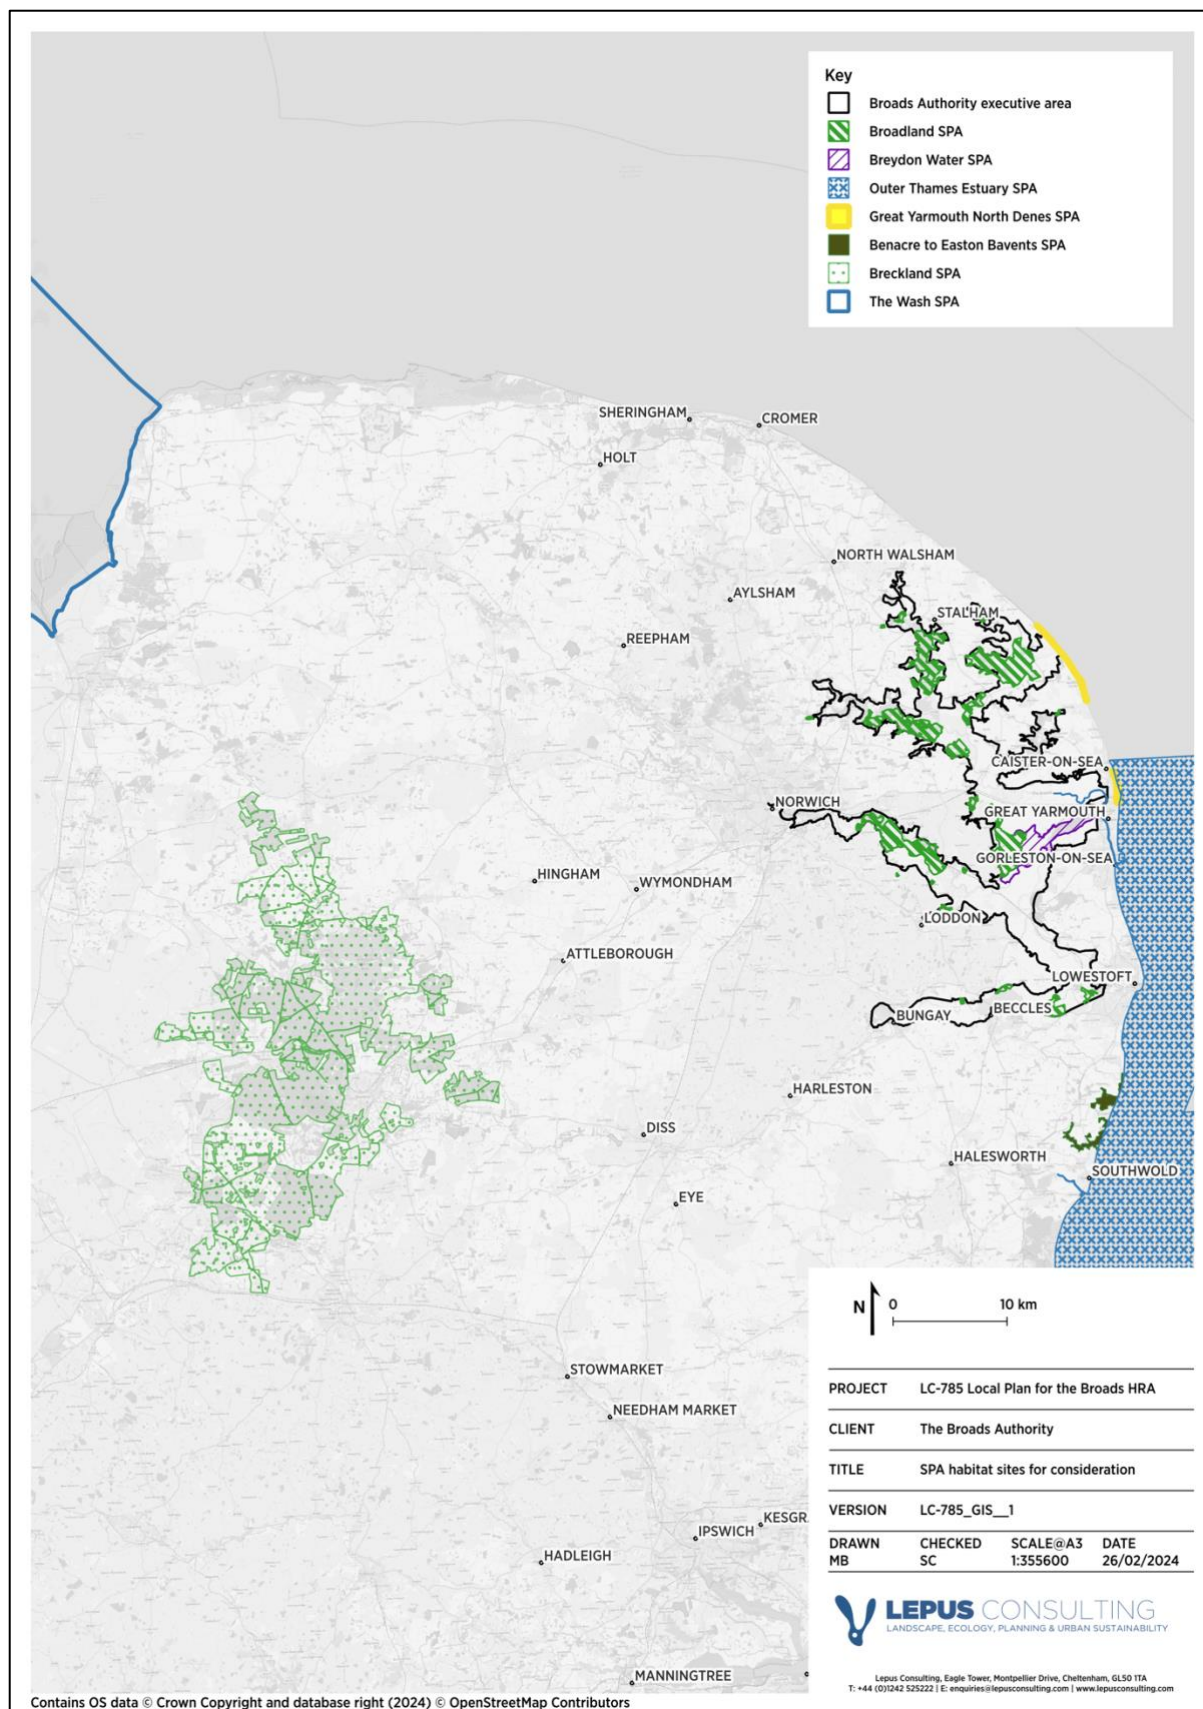 Key
Broads Authority executive area
Broadland SPA
Breydon Water SPA
Outer Thames Estuary SPA
Great Yarmouth North Denes SPA
Benacre to Easton Bavents SPA
Breckland SPA
The Wash SPA
SHERINGHAM
CROMER
HOLT
NORTH WALSHAM
AYLSHAM
STALHAM
REEPHAM
CAISTER-ON-SEA
NORWICH
GREAT YARMOUTH
GORLESTON-ON-SEA
HINGHAM
WYMONDHAM
LODDON
ATTLEBOROUGH
LOWESTOFT
BUNGAY
BECCLES
HARLESTON
DISS
HALESWORTH
SOUTHWOLD
EYE
STOWMARKET
NEEDHAM MARKET
KESGR
IPSWICH
HADLEIGH
MANNINGTREE
N 0 10 km
PROJECT LC-785 Local Plan for the Broads HRA
CLIENT The Broads Authority
TITLE SPA habitat sites for consideration
VERSION LC-785_GIS__1
DRAWN CHECKED SCALE@A3 DATE
MB SC 1:355600 26/02/2024
LEPUS CONSULTING
LANDSCAPE, ECOLOGY, PLANNING & URBAN SUSTAINABILITY
Lepus Consulting, Eagle Tower, Montpellier Drive, Cheltenham, GL50 1TA
T: +44 (0)1242 525222 | E: enquiries@lepusconsulting.com | www.lepusconsulting.com
Contains OS data © Crown Copyright and database right (2024) © OpenStreetMap Contributors